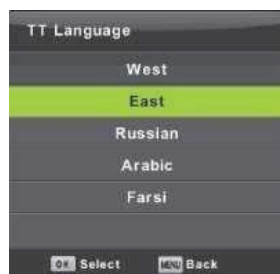 TT Language
West
East
Russian
Arabic
Farsi
OK Select MENU Back